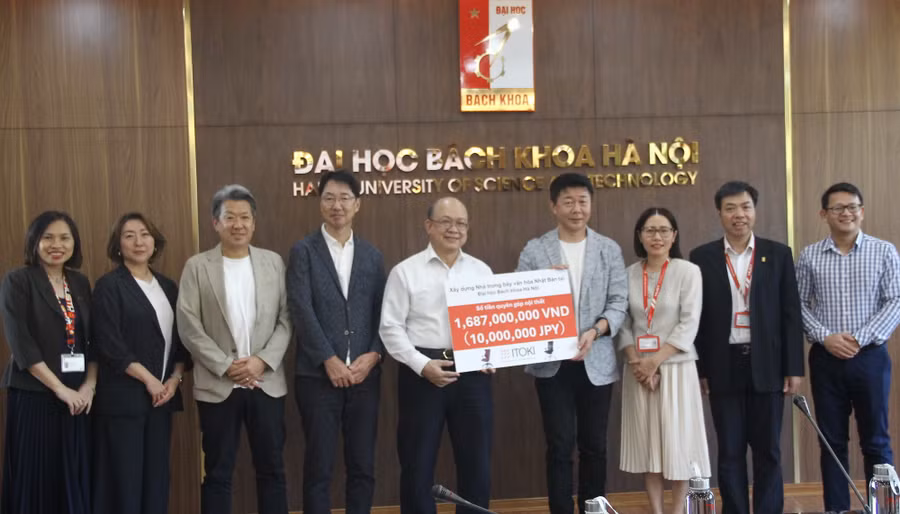 ĐẠI HỌC
BÁCH KHOA
ĐẠI HỌC BÁCH KHOA HÀ NỘI
HANOI UNIVERSITY OF SCIENCE AND TECHNOLOGY
Xây dựng Nhà trưng bày văn hóa Nhật Bản tại
Đại học Bách khoa Hà Nội
Số tiền quyên góp nội thất
1,687,000,000 VND
(10,000,000 JPY)
ITOKI